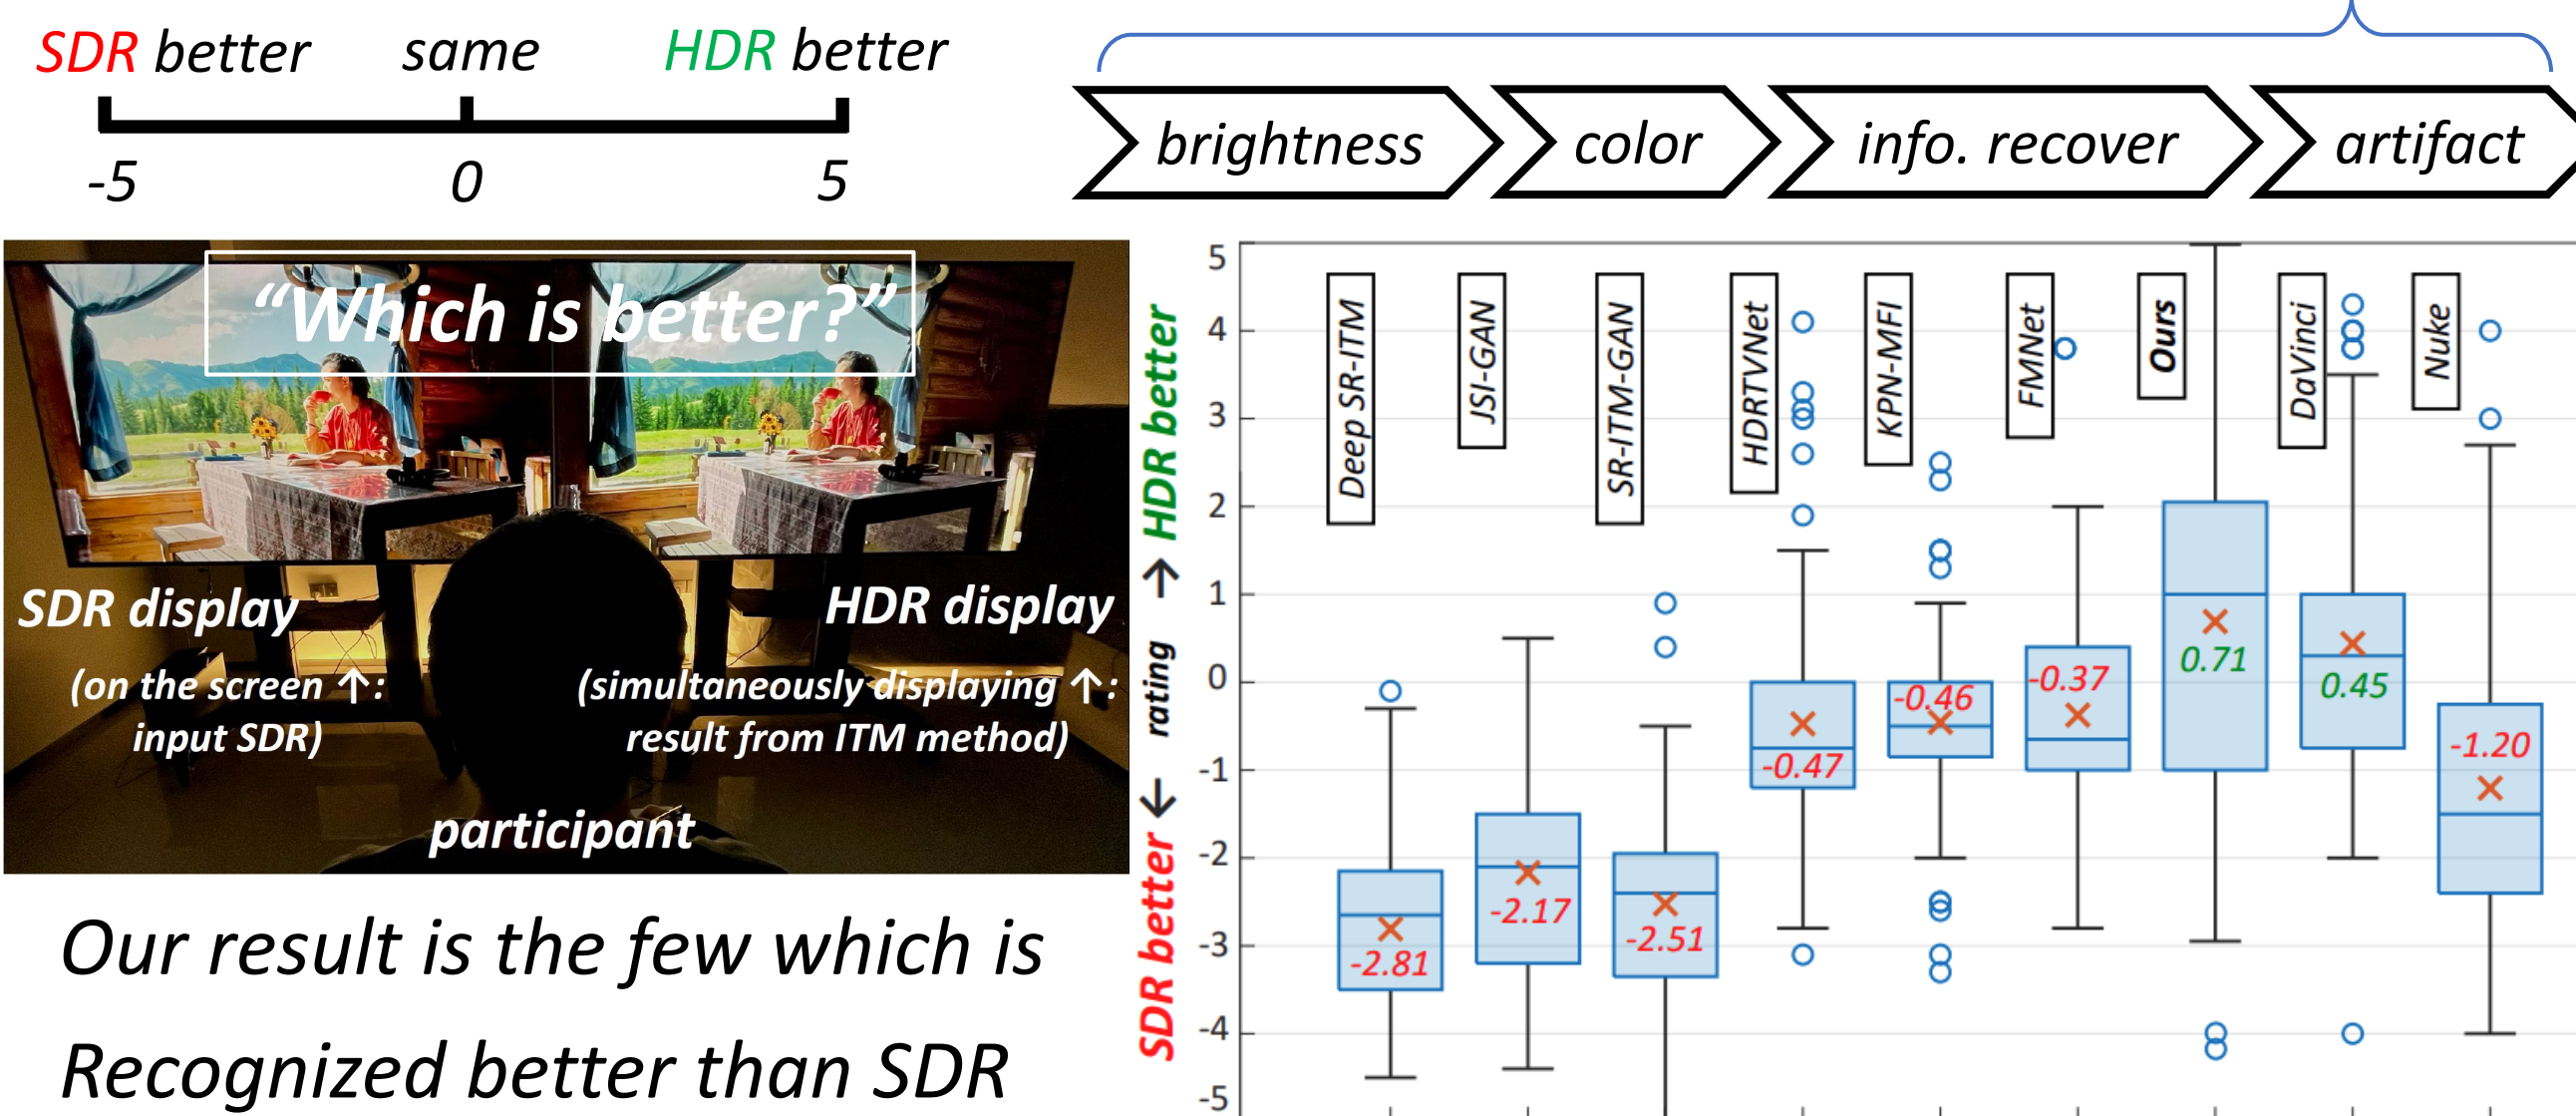 SDR better same HDR better
-5 0 5
brightness color info. recover artifact
“Which is better?”
SDR display
(on the screen ↑:
input SDR)
HDR display
(simultaneously displaying ↑:
result from ITM method)
participant
Our result is the few which is
Recognized better than SDR
SDR better ← rating → HDR better
5
4
3
2
1
0
-1
-2
-3
-4
-5
Deep SR-ITM
JSI-GAN
SR-ITM-GAN
HDRTVNet
KPN-MFI
FMNet
Ours
DaVinci
Nuke
-2.81
-2.17
-2.51
-0.47
-0.46
-0.37
0.71
0.45
-1.20